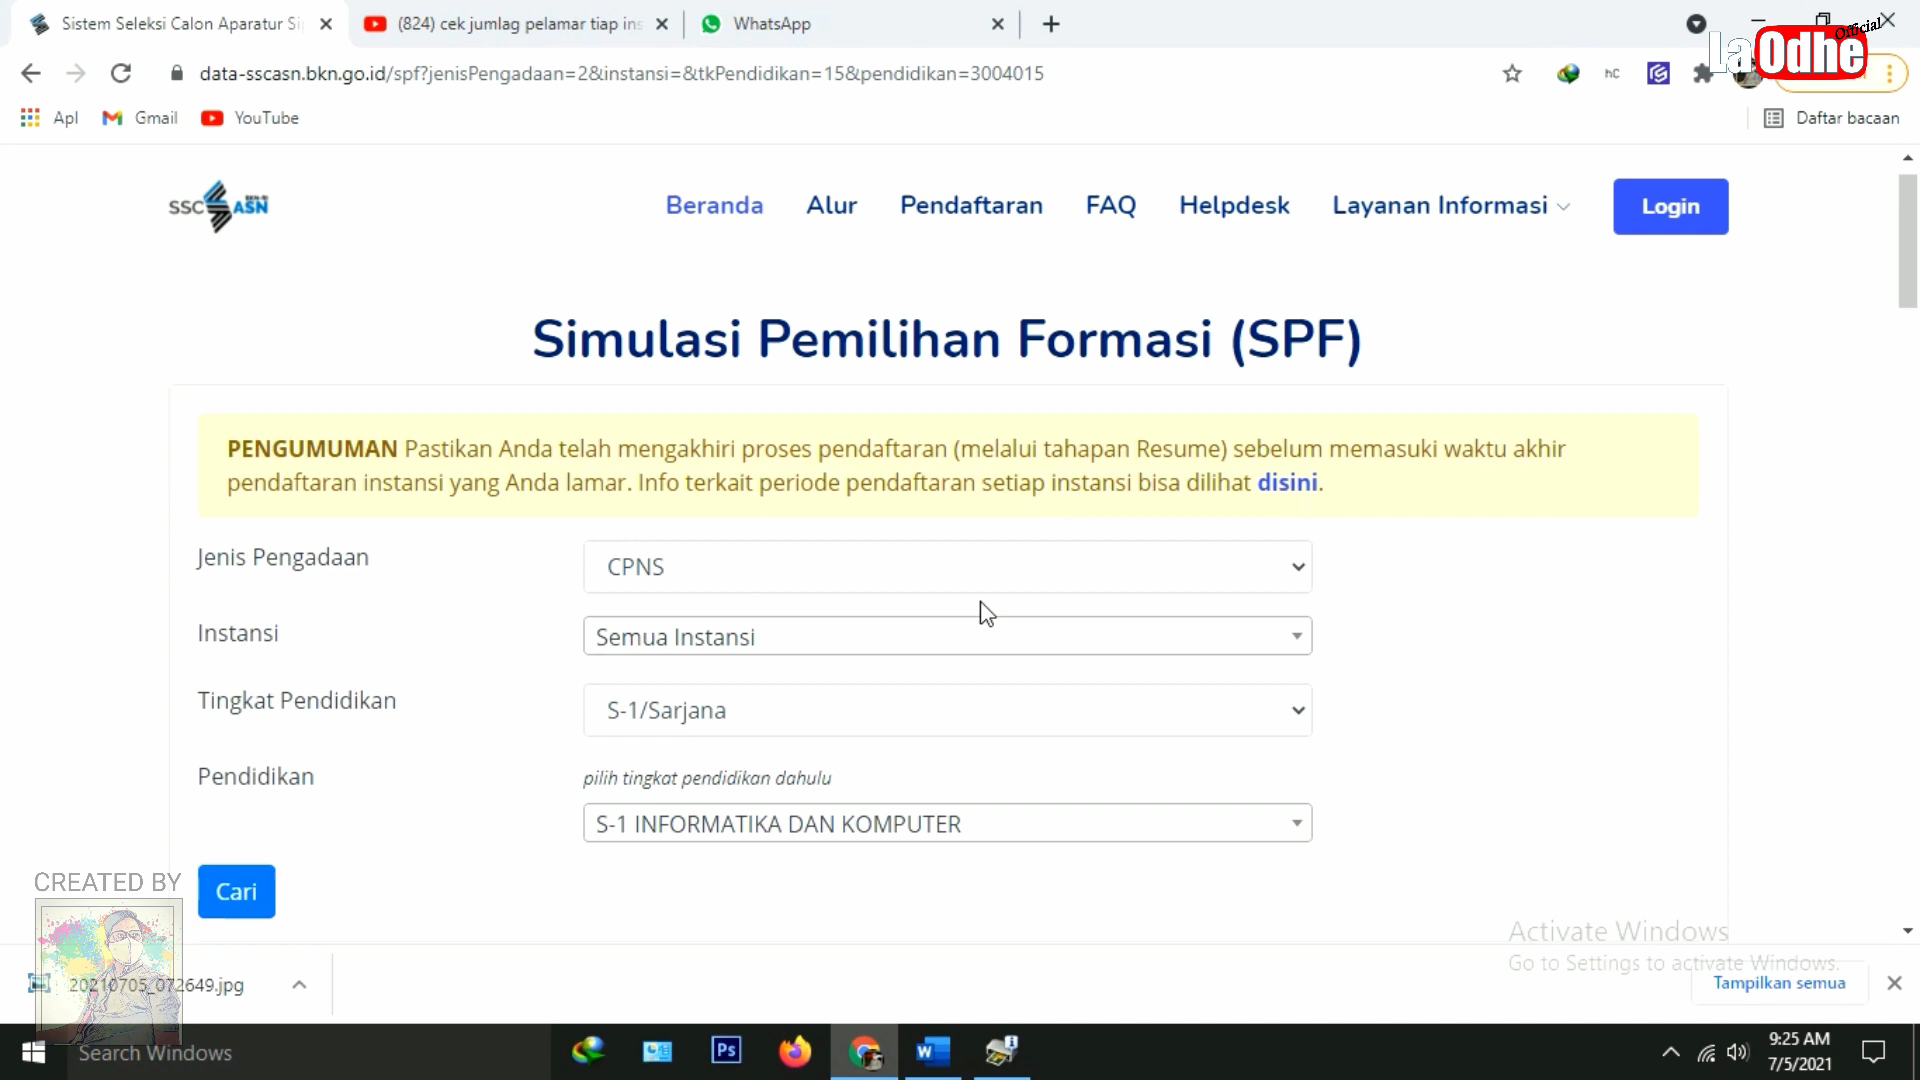 Sistem Seleksi Calon Aparatur Si
(824) cek jumlag pelamar tiap ins
WhatsApp
LaOdhe Official
data-sscasn.bkn.go.id/spf?jenisPengadaan=2&instansi=&tkPendidikan=15&pendidikan=3004015
hC
Apl
Gmail
YouTube
Daftar bacaan
SSCASN
BKN-RI
Beranda
Alur
Pendaftaran
FAQ
Helpdesk
Layanan Informasi
Login
Simulasi Pemilihan Formasi (SPF)
PENGUMUMAN Pastikan Anda telah mengakhiri proses pendaftaran (melalui tahapan Resume) sebelum memasuki waktu akhir
pendaftaran instansi yang Anda lamar. Info terkait periode pendaftaran setiap instansi bisa dilihat disini.
Jenis Pengadaan
CPNS
Instansi
Semua Instansi
Tingkat Pendidikan
S-1/Sarjana
Pendidikan
pilih tingkat pendidikan dahulu
S-1 INFORMATIKA DAN KOMPUTER
CREATED BY
Cari
Activate Windows
Go to Settings to activate Windows.
20210705_072649.jpg
Tampilkan semua
Search Windows
Ps
W
9:25 AM
7/5/2021